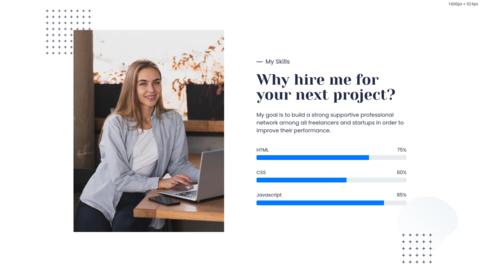 1400px × 924px
— My Skills
Why hire me for
your next project?
My goal is to build a strong supportive professional
network among all freelancers and startups in order to
improve their performance.
HTML 75%
CSS 60%
Javascript 85%